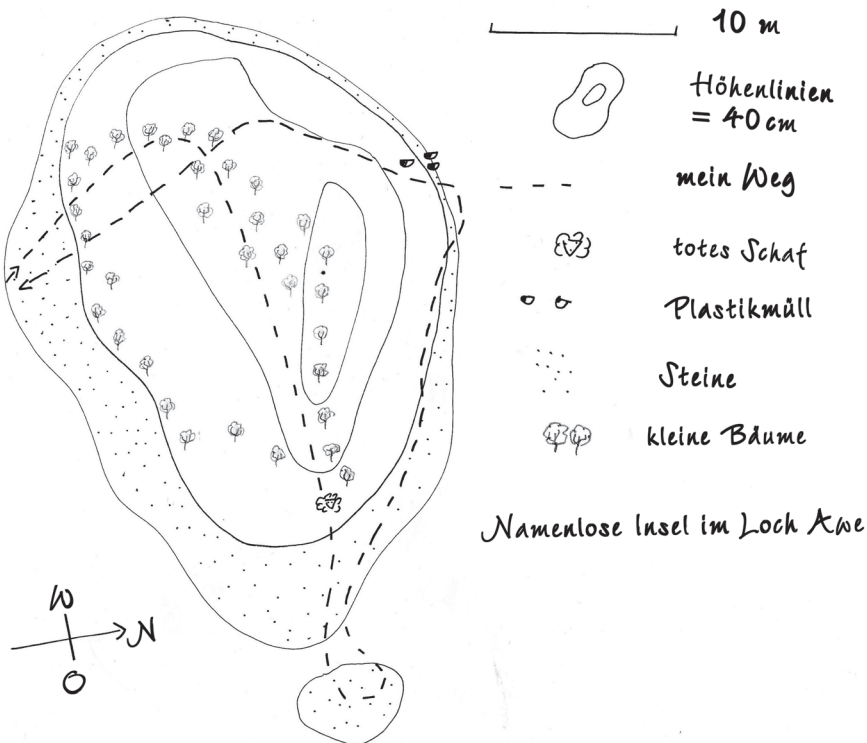 10 m
Höhenlinien
= 40 cm
mein Weg
totes Schaf
Plastikmüll
Steine
kleine Bäume
Namenlose Insel im Loch Awe
W
N
O